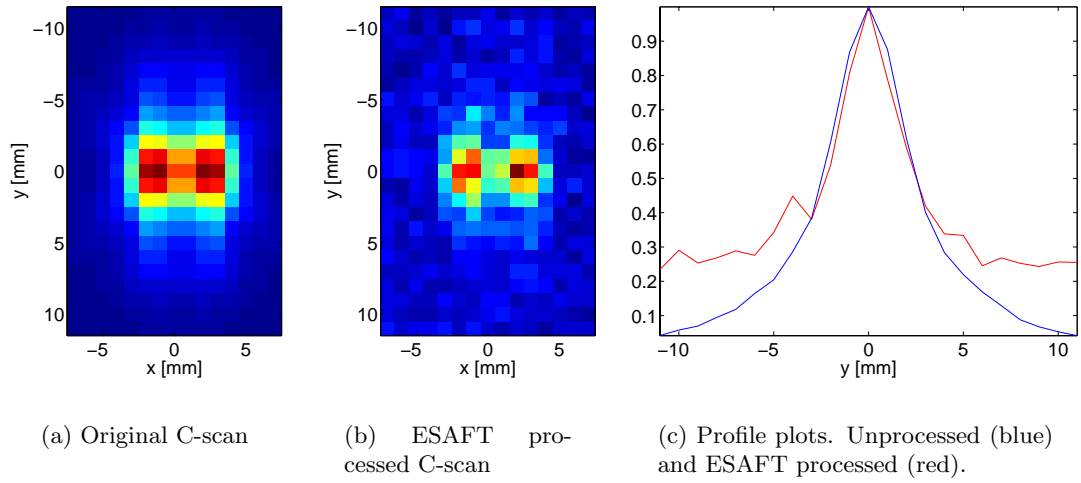 −10
−5
0
5
10
y [mm]
−5 0 5
x [mm]
−10
−5
0
5
10
y [mm]
−5 0 5
x [mm]
0.9
0.8
0.7
0.6
0.5
0.4
0.3
0.2
0.1
−10 −5 0 5 10
y [mm]
(a) Original C-scan
(b) ESAFT pro-
cessed C-scan
(c) Profile plots. Unprocessed (blue)
and ESAFT processed (red).